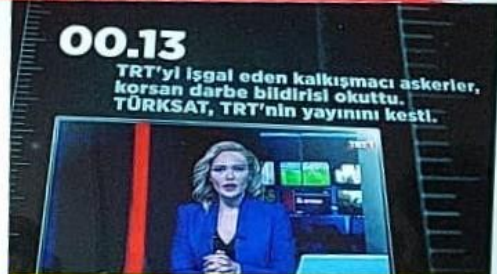 00.13
TRT'yi işgal eden kalkışmacı askerler,
korsan darbe bildirisi okuttu.
TÜRKSAT, TRT'nin yayınını kesti.
TRT